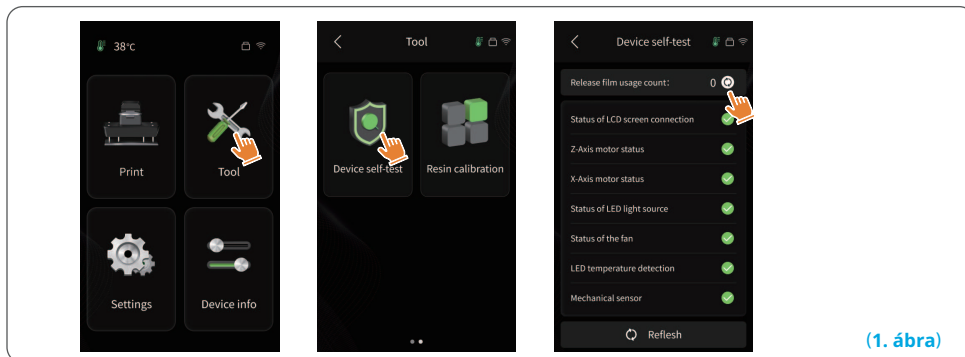 38°C
Print
Tool
Settings
Device info
Tool
Device self-test
Resin calibration
Device self-test
Release film usage count: 0
Status of LCD screen connection
Z-Axis motor status
X-Axis motor status
Status of LED light source
Status of the fan
LED temperature detection
Mechanical sensor
Reflesh
(1. ábra)